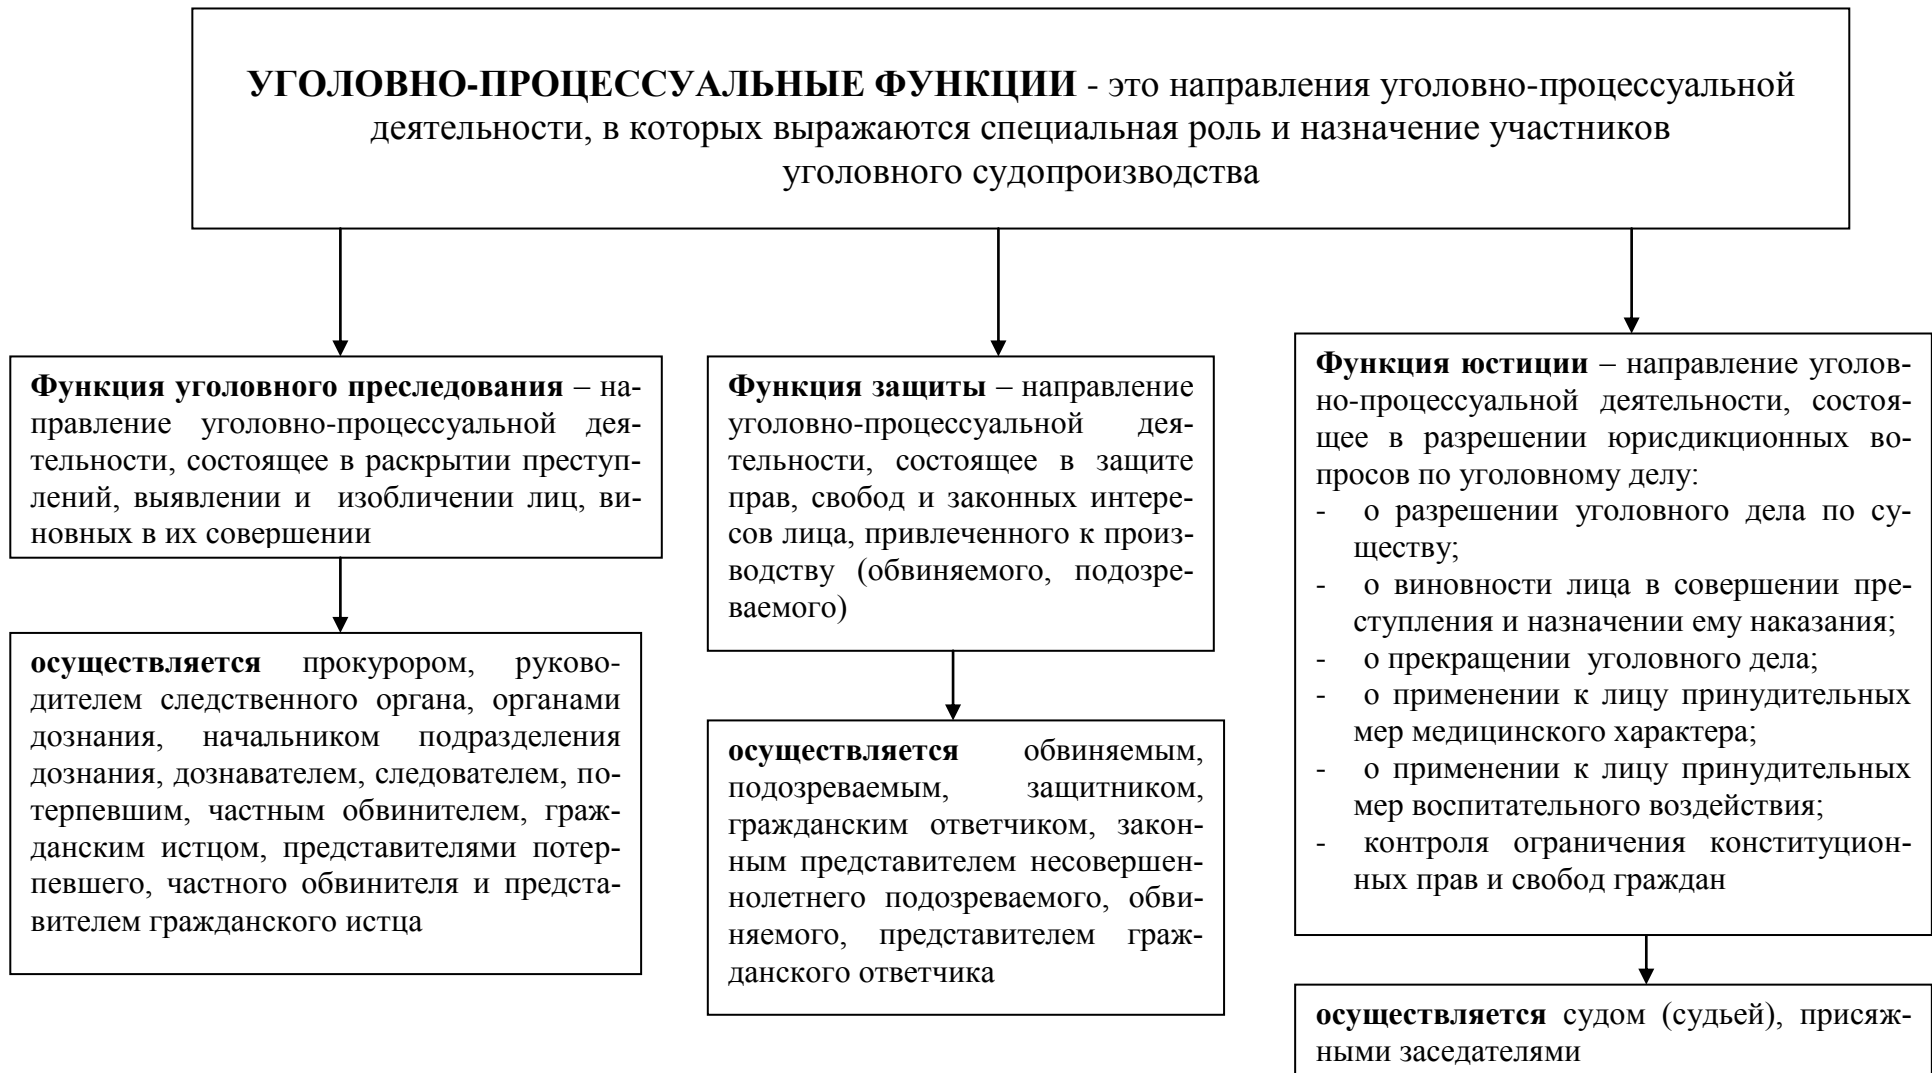 УГОЛОВНО-ПРОЦЕССУАЛЬНЫЕ ФУНКЦИИ - это направления уголовно-процессуальной
деятельности, в которых выражаются специальная роль и назначение участников
уголовного судопроизводства
Функция уголовного преследования – на-
правление уголовно-процессуальной дея-
тельности, состоящее в раскрытии преступ-
лений, выявлении и изобличении лиц, ви-
новных в их совершении
осуществляется прокурором, руково-
дителем следственного органа, органами
дознания, начальником подразделения
дознания, дознавателем, следователем, по-
терпевшим, частным обвинителем, граж-
данским истцом, представителями потер-
певшего, частного обвинителя и предста-
вителем гражданского истца
Функция защиты – направление
уголовно-процессуальной дея-
тельности, состоящее в защите
прав, свобод и законных интере-
сов лица, привлеченного к произ-
водству (обвиняемого, подозре-
ваемого)
осуществляется обвиняемым,
подозреваемым, защитником,
гражданским ответчиком, закон-
ным представителем несовершен-
нолетнего подозреваемого, обви-
няемого, представителем граж-
данского ответчика
Функция юстиции – направление уголов-
но-процессуальной деятельности, состоя-
щее в разрешении юрисдикционных во-
просов по уголовному делу:
- о разрешении уголовного дела по су-
ществу;
- о виновности лица в совершении пре-
ступления и назначении ему наказания;
- о прекращении уголовного дела;
- о применении к лицу принудительных
мер медицинского характера;
- о применении к лицу принудительных
мер воспитательного воздействия;
- контроля ограничения конституцион-
ных прав и свобод граждан
осуществляется судом (судьей), присяж-
ными заседателями